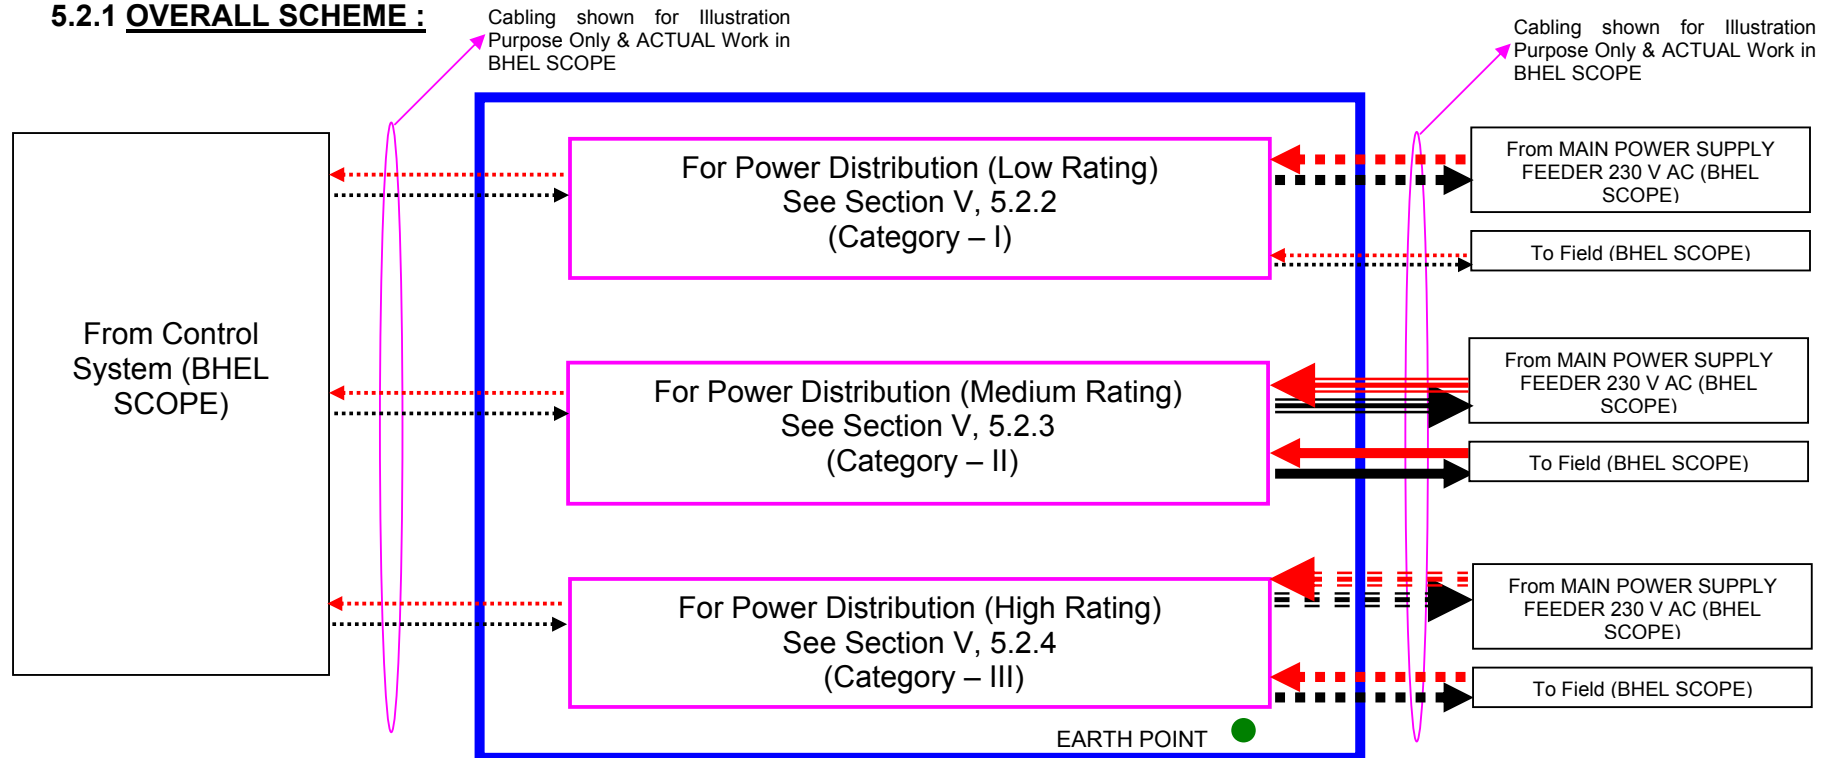 5.2.1 OVERALL SCHEME :
Cabling shown for Illustration
Purpose Only & ACTUAL Work in
BHEL SCOPE
Cabling shown for Illustration
Purpose Only & ACTUAL Work in
BHEL SCOPE
From Control
System (BHEL
SCOPE)
For Power Distribution (Low Rating)
See Section V, 5.2.2
(Category – I)
From MAIN POWER SUPPLY
FEEDER 230 V AC (BHEL
SCOPE)
To Field (BHEL SCOPE)
For Power Distribution (Medium Rating)
See Section V, 5.2.3
(Category – II)
From MAIN POWER SUPPLY
FEEDER 230 V AC (BHEL
SCOPE)
To Field (BHEL SCOPE)
For Power Distribution (High Rating)
See Section V, 5.2.4
(Category – III)
From MAIN POWER SUPPLY
FEEDER 230 V AC (BHEL
SCOPE)
To Field (BHEL SCOPE)
EARTH POINT